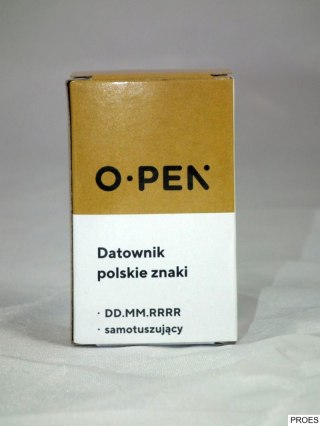 O·PEN
Datownik
polskie znaki
· DD.MM.RRRR
· samotuszujący
PROES